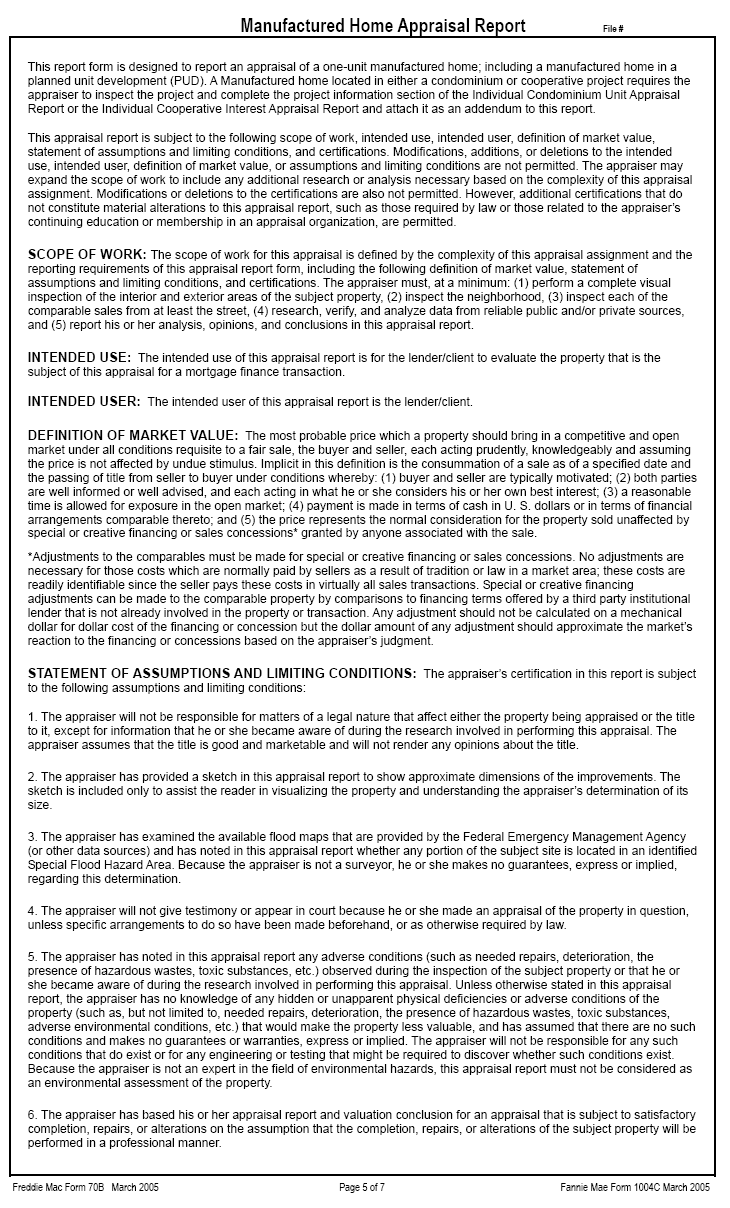 Manufactured Home Appraisal Report File #
This report form is designed to report an appraisal of a one-unit manufactured home; including a manufactured home in a
planned unit development (PUD). A Manufactured home located in either a condominium or cooperative project requires the
appraiser to inspect the project and complete the project information section of the Individual Condominium Unit Appraisal
Report or the Individual Cooperative Interest Appraisal Report and attach it as an addendum to this report.
This appraisal report is subject to the following scope of work, intended use, intended user, definition of market value,
statement of assumptions and limiting conditions, and certifications. Modifications, additions, or deletions to the intended
use, intended user, definition of market value, or assumptions and limiting conditions are not permitted. The appraiser may
expand the scope of work to include any additional research or analysis necessary based on the complexity of this appraisal
assignment. Modifications or deletions to the certifications are also not permitted. However, additional certifications that do
not constitute material alterations to this appraisal report, such as those required by law or those related to the appraiser's
continuing education or membership in an appraisal organization, are permitted.
SCOPE OF WORK: The scope of work for this appraisal is defined by the complexity of this appraisal assignment and the
reporting requirements of this appraisal report form, including the following definition of market value, statement of
assumptions and limiting conditions, and certifications. The appraiser must, at a minimum: (1) perform a complete visual
inspection of the interior and exterior areas of the subject property, (2) inspect the neighborhood, (3) inspect each of the
comparable sales from at least the street, (4) research, verify, and analyze data from reliable public and/or private sources,
and (5) report his or her analysis, opinions, and conclusions in this appraisal report.
INTENDED USE: The intended use of this appraisal report is for the lender/client to evaluate the property that is the
subject of this appraisal for a mortgage finance transaction.
INTENDED USER: The intended user of this appraisal report is the lender/client.
DEFINITION OF MARKET VALUE: The most probable price which a property should bring in a competitive and open
market under all conditions requisite to a fair sale, the buyer and seller, each acting prudently, knowledgeably and assuming
the price is not affected by undue stimulus. Implicit in this definition is the consummation of a sale as of a specified date and
the passing of title from seller to buyer under conditions whereby: (1) buyer and seller are typically motivated; (2) both parties
are well informed or well advised, and each acting in what he or she considers his or her own best interest; (3) a reasonable
time is allowed for exposure in the open market; (4) payment is made in terms of cash in U. S. dollars or in terms of financial
arrangements comparable thereto; and (5) the price represents the normal consideration for the property sold unaffected by
special or creative financing or sales concessions* granted by anyone associated with the sale.
*Adjustments to the comparables must be made for special or creative financing or sales concessions. No adjustments are
necessary for those costs which are normally paid by sellers as a result of tradition or law in a market area; these costs are
readily identifiable since the seller pays these costs in virtually all sales transactions. Special or creative financing
adjustments can be made to the comparable property by comparisons to financing terms offered by a third party institutional
lender that is not already involved in the property or transaction. Any adjustment should not be calculated on a mechanical
dollar for dollar cost of the financing or concession but the dollar amount of any adjustment should approximate the market's
reaction to the financing or concessions based on the appraiser's judgment.
STATEMENT OF ASSUMPTIONS AND LIMITING CONDITIONS: The appraiser's certification in this report is subject
to the following assumptions and limiting conditions:
1. The appraiser will not be responsible for matters of a legal nature that affect either the property being appraised or the title
to it, except for information that he or she became aware of during the research involved in performing this appraisal. The
appraiser assumes that the title is good and marketable and will not render any opinions about the title.
2. The appraiser has provided a sketch in this appraisal report to show approximate dimensions of the improvements. The
sketch is included only to assist the reader in visualizing the property and understanding the appraiser's determination of its
size.
3. The appraiser has examined the available flood maps that are provided by the Federal Emergency Management Agency
(or other data sources) and has noted in this appraisal report whether any portion of the subject site is located in an identified
Special Flood Hazard Area. Because the appraiser is not a surveyor, he or she makes no guarantees, express or implied,
regarding this determination.
4. The appraiser will not give testimony or appear in court because he or she made an appraisal of the property in question,
unless specific arrangements to do so have been made beforehand, or as otherwise required by law.
5. The appraiser has noted in this appraisal report any adverse conditions (such as needed repairs, deterioration, the
presence of hazardous wastes, toxic substances, etc.) observed during the inspection of the subject property or that he or
she became aware of during the research involved in performing this appraisal. Unless otherwise stated in this appraisal
report, the appraiser has no knowledge of any hidden or unapparent physical deficiencies or adverse conditions of the
property (such as, but not limited to, needed repairs, deterioration, the presence of hazardous wastes, toxic substances,
adverse environmental conditions, etc.) that would make the property less valuable, and has assumed that there are no such
conditions and makes no guarantees or warranties, express or implied. The appraiser will not be responsible for any such
conditions that do exist or for any engineering or testing that might be required to discover whether such conditions exist.
Because the appraiser is not an expert in the field of environmental hazards, this appraisal report must not be considered as
an environmental assessment of the property.
6. The appraiser has based his or her appraisal report and valuation conclusion for an appraisal that is subject to satisfactory
completion, repairs, or alterations on the assumption that the completion, repairs, or alterations of the subject property will be
performed in a professional manner.
Freddie Mac Form 70B March 2005 Page 5 of 7 Fannie Mae Form 1004C March 2005